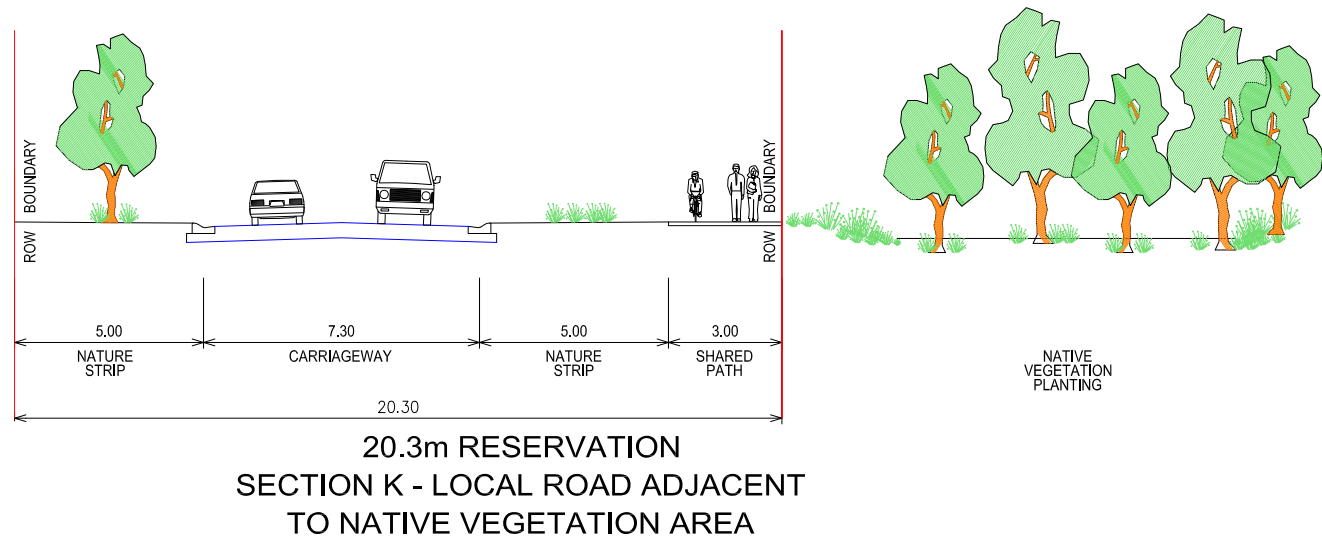 BOUNDARY
ROW
BOUNDARY
ROW
5.00
NATURE
STRIP
7.30
CARRIAGEWAY
5.00
NATURE
STRIP
3.00
SHARED
PATH
20.30
NATIVE
VEGETATION
PLANTING
20.3m RESERVATION
SECTION K - LOCAL ROAD ADJACENT
TO NATIVE VEGETATION AREA